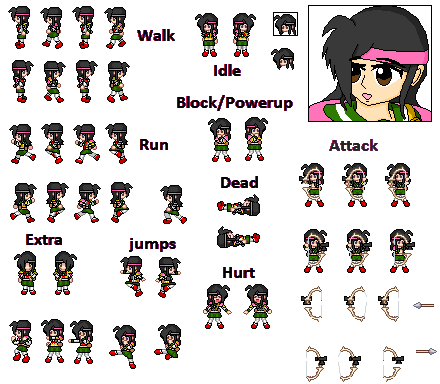 Walk
Idle
Block/Powerup
Run
Attack
Dead
Extra
jumps
Hurt